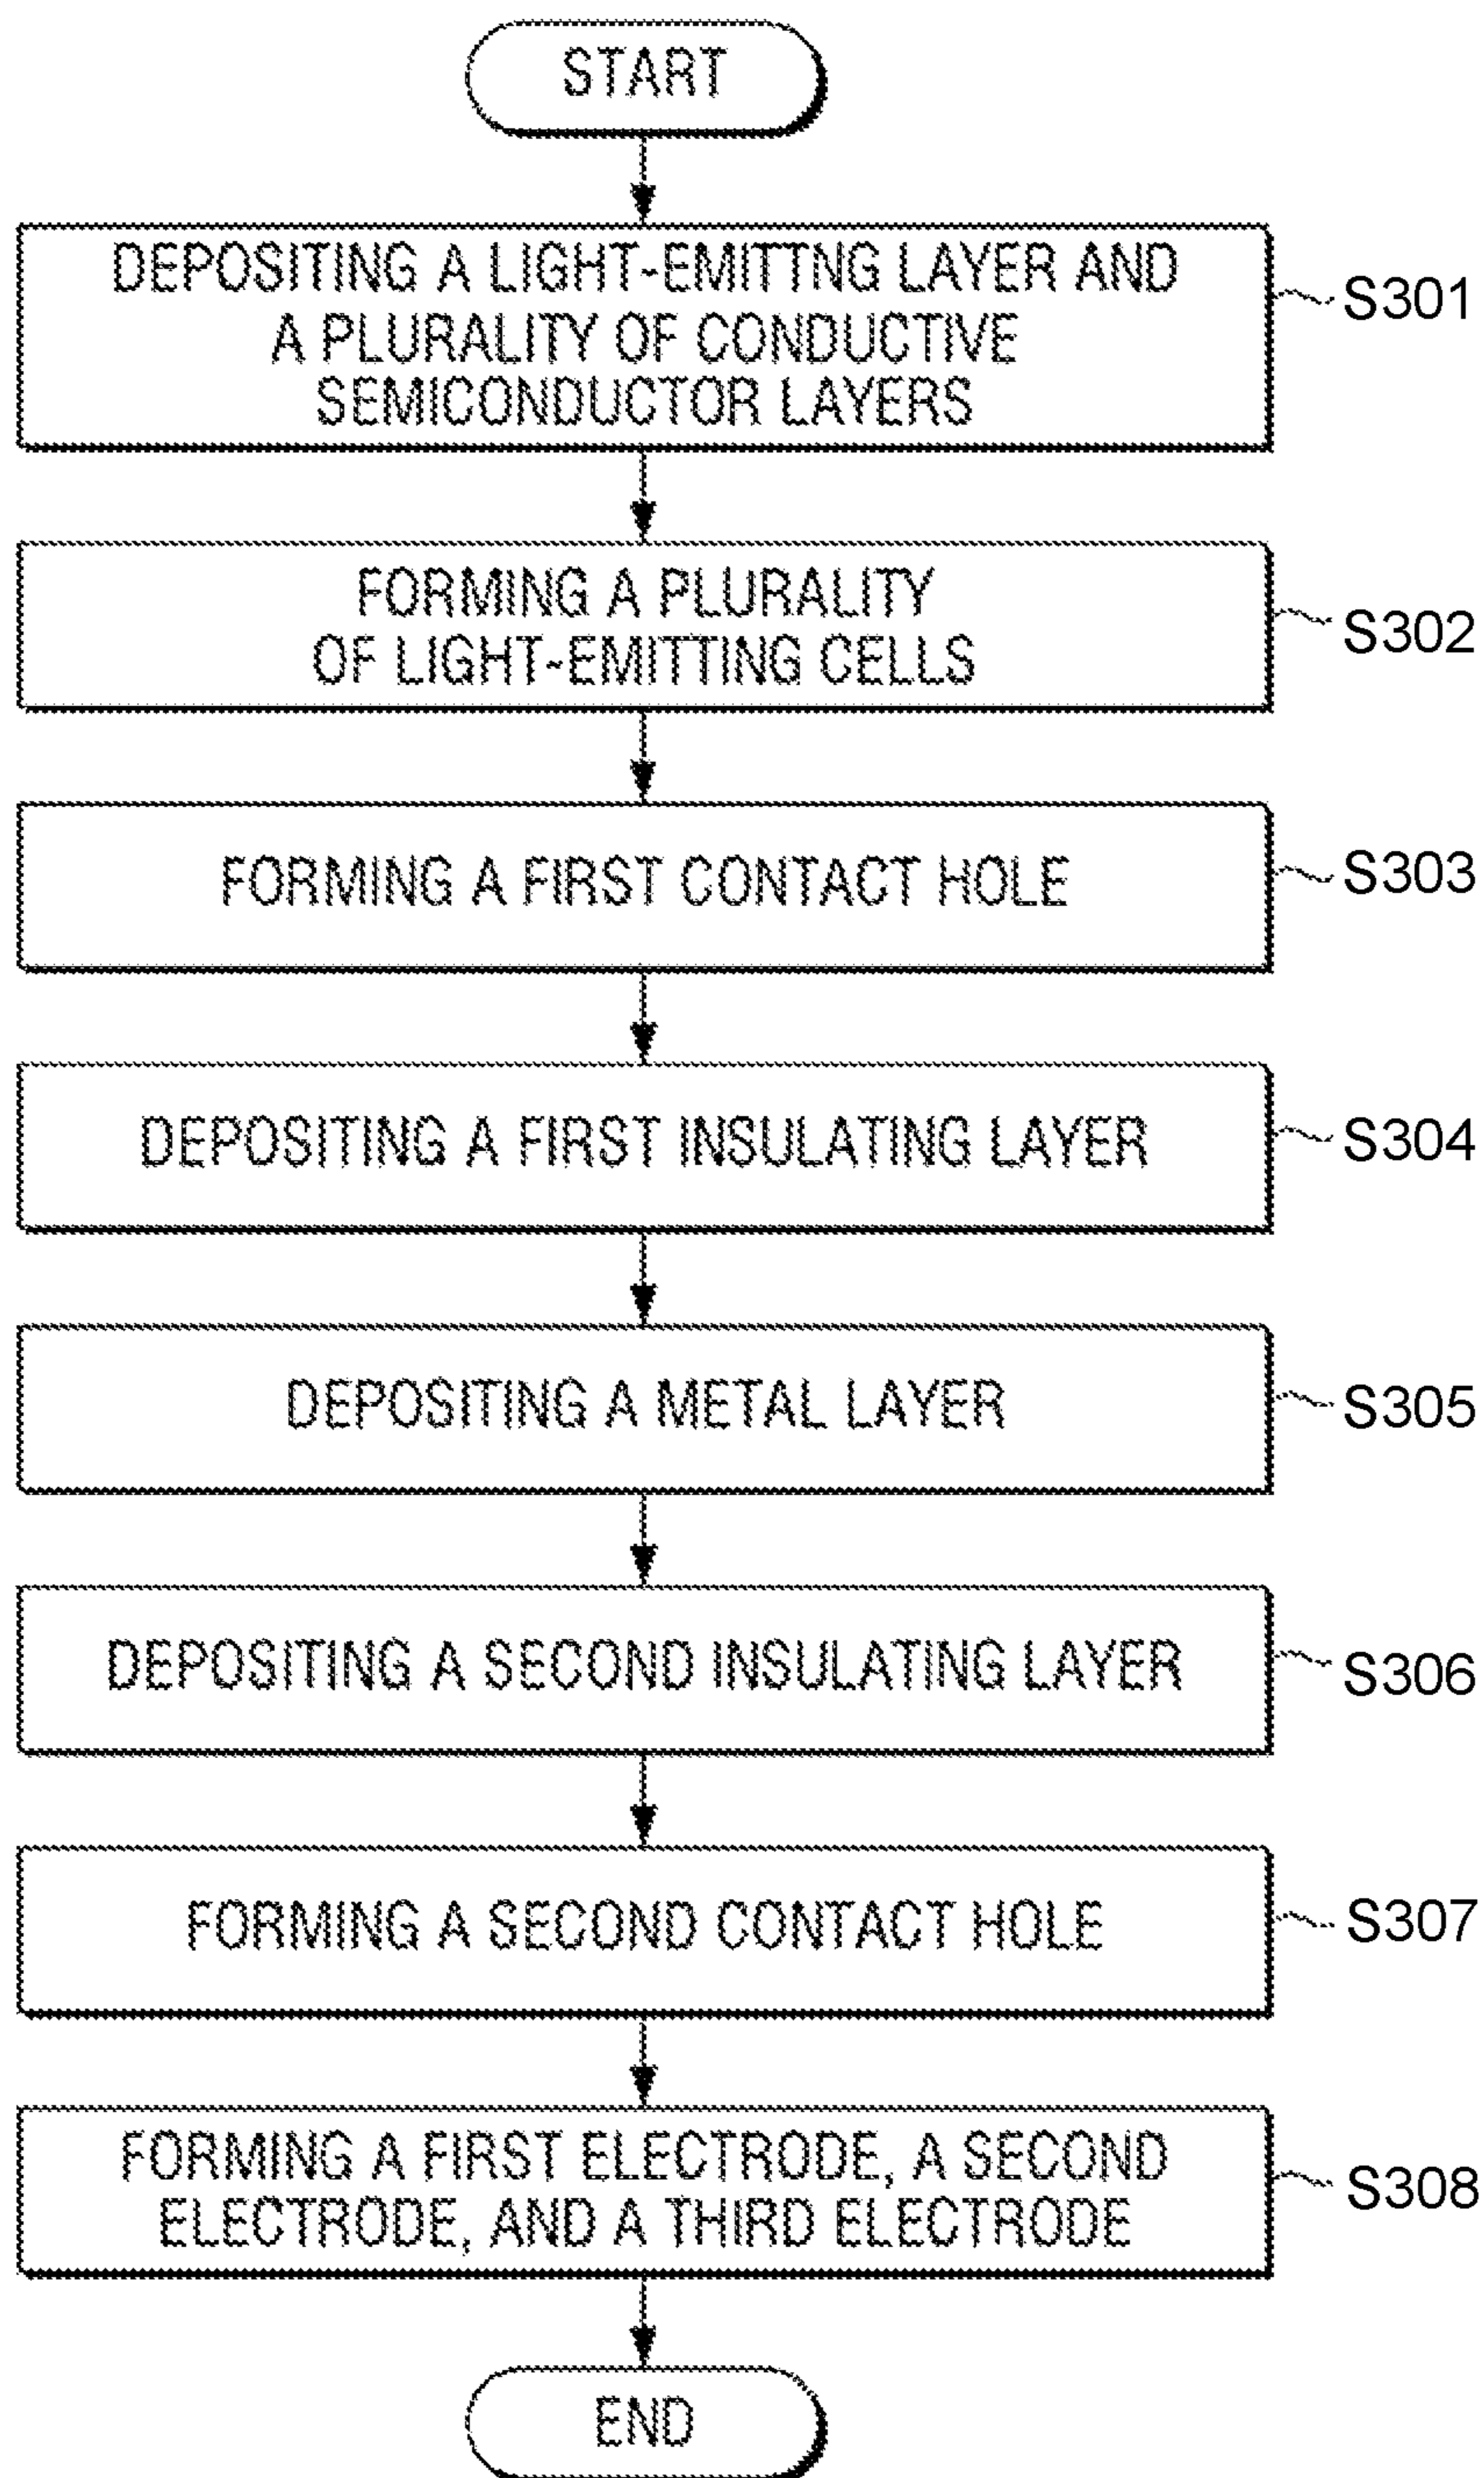 START
DEPOSITING A LIGHT-EMITTNG LAYER AND
A PLURALITY OF CONDUCTIVE
SEMICONDUCTOR LAYERS
S301
FORMING A PLURALITY
OF LIGHT-EMITTING CELLS
S302
FORMING A FIRST CONTACT HOLE
S303
DEPOSITING A FIRST INSULATING LAYER
S304
DEPOSITING A METAL LAYER
S305
DEPOSITING A SECOND INSULATING LAYER
S306
FORMING A SECOND CONTACT HOLE
S307
FORMING A FIRST ELECTRODE, A SECOND
ELECTRODE, AND A THIRD ELECTRODE
S308
END